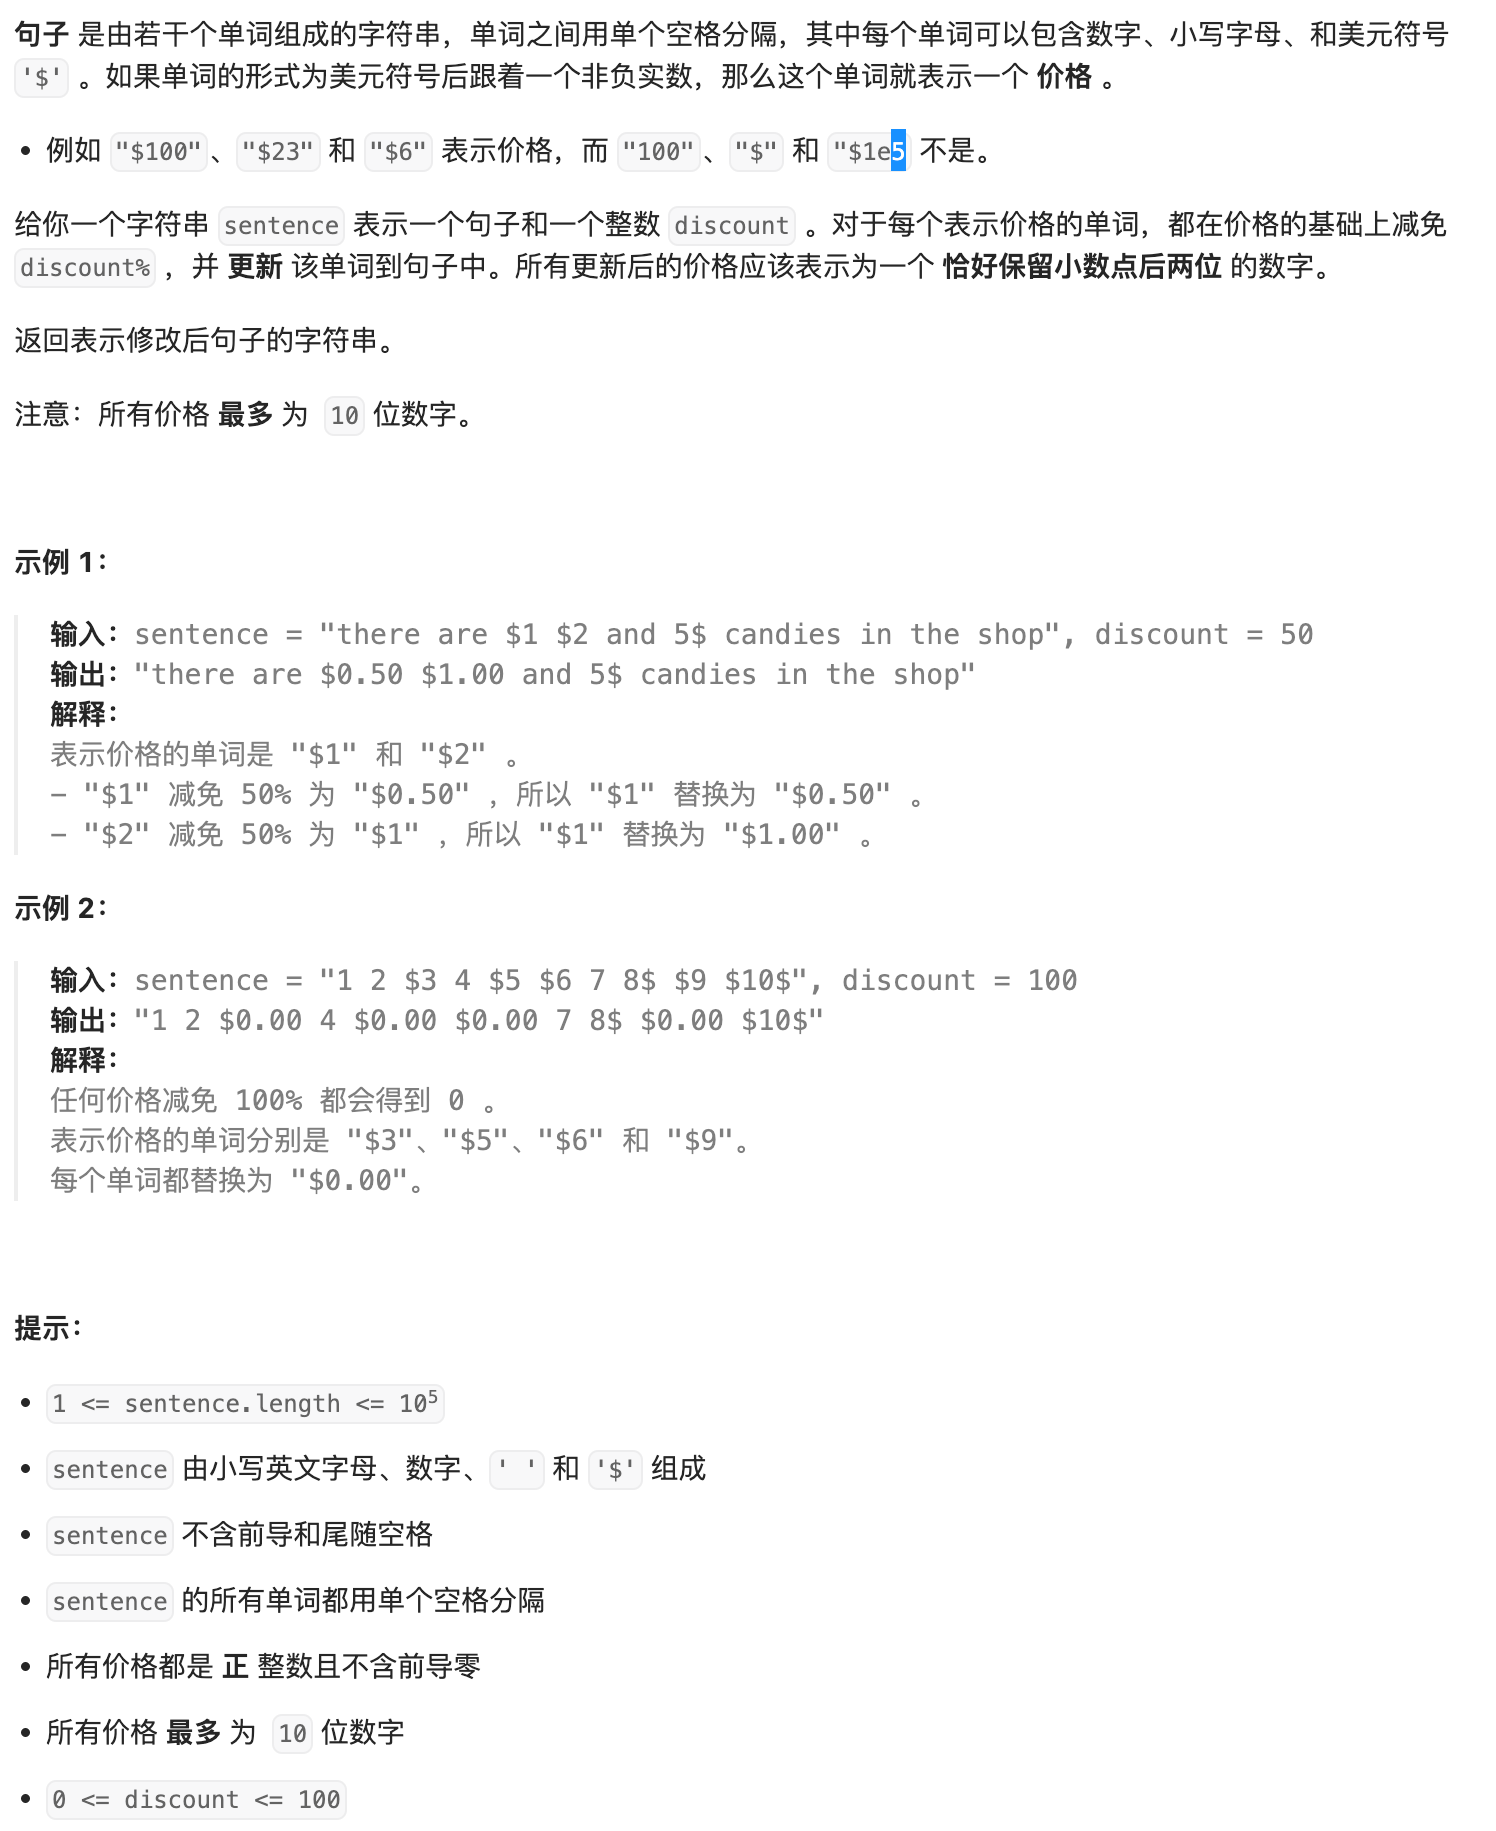 句子 是由若干个单词组成的字符串，单词之间用单个空格分隔，其中每个单词可以包含数字、小写字母、和美元符号
'$' 。如果单词的形式为美元符号后跟着一个非负实数，那么这个单词就表示一个 价格 。
• 例如 "$100"、"$23" 和 "$6" 表示价格，而 "100"、"$" 和 "$1e5 不是。
给你一个字符串 sentence 表示一个句子和一个整数 discount 。对于每个表示价格的单词，都在价格的基础上减免
discount% ，并 更新 该单词到句子中。所有更新后的价格应该表示为一个 恰好保留小数点后两位 的数字。
返回表示修改后句子的字符串。
注意：所有价格 最多 为 10 位数字。
示例 1：
输入：sentence = "there are $1 $2 and 5$ candies in the shop", discount = 50
输出："there are $0.50 $1.00 and 5$ candies in the shop"
解释：
表示价格的单词是 "$1" 和 "$2" 。
- "$1" 减免 50% 为 "$0.50" ，所以 "$1" 替换为 "$0.50" 。
- "$2" 减免 50% 为 "$1" ，所以 "$1" 替换为 "$1.00" 。
示例 2：
输入：sentence = "1 2 $3 4 $5 $6 7 8$ $9 $10$", discount = 100
输出："1 2 $0.00 4 $0.00 $0.00 7 8$ $0.00 $10$"
解释：
任何价格减免 100% 都会得到 0 。
表示价格的单词分别是 "$3"、"$5"、"$6" 和 "$9"。
每个单词都替换为 "$0.00"。
提示：
• 1 <= sentence.length <= 10⁵
• sentence 由小写英文字母、数字、' ' 和 '$' 组成
• sentence 不含前导和尾随空格
• sentence 的所有单词都用单个空格分隔
• 所有价格都是 正 整数且不含前导零
• 所有价格 最多 为 10 位数字
• 0 <= discount <= 100